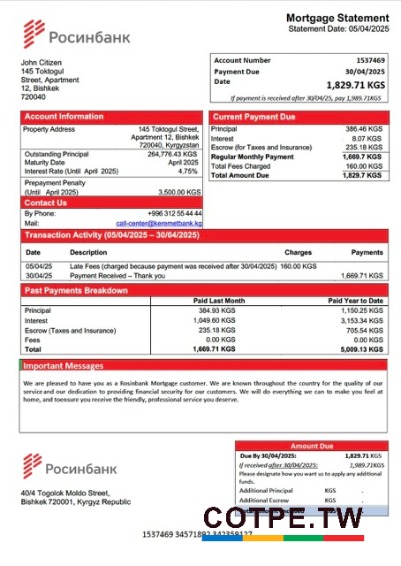 Mortgage Statement
Statement Date: 05/04/2025
Росинбанк
John Citizen
145 Toktogul
Street, Apartment
12, Bishkek
720040
Account Number 1537469
Payment Due 30/04/2025
Date
1,829.71 KGS
if payment is received after 30/04/25, pay 1,989.71KGS
Account Information
Property Address 145 Toktogul Street,
Apartment 12, Bishkek
720040, Kyrgyzstan
Outstanding Principal 264,776.43 KGS
Maturity Date April 2025
Interest Rate (Until April 2025) 4.75%
Prepayment Penalty
(Until April 2025) 3,500.00 KGS
Contact Us
By Phone: +996 312 55 44 44
Mail: call-center@keremetbank.kg
Current Payment Due
Principal 386.46 KGS
Interest 8.07 KGS
Escrow (for Taxes and Insurance) 235.18 KGS
Regular Monthly Payment 1,669.7 KGS
Total Fees Charged 160.00 KGS
Total Amount Due 1,829.7 KGS
Transaction Activity (05/04/2025 – 30/04/2025)
Date Description Charges Payments
05/04/25 Late Fees (charged because payment was received after 30/04/2025) 160.00 KGS
30/04/25 Payment Received – Thank you 1,669.71 KGS
Past Payments Breakdown
Paid Last Month Paid Year to Date
Principal 384.93 KGS 1,150.25 KGS
Interest 1,049.60 KGS 3,153.34 KGS
Escrow (Taxes and Insurance) 235.18 KGS 705.54 KGS
Fees 0.00 KGS 0.00 KGS
Total 1,669.71 KGS 5,009.13 KGS
Important Messages
We are pleased to have you as a Rosinbank Mortgage customer. We are known throughout the country for the quality of our
service and our dedication to providing financial security for our customers. We will do everything we can to make you feel at
home, and toensure you receive the friendly, professional service you deserve.
Росинбанк
40/4 Togolok Moldo Street,
Bishkek 720001, Kyrgyz Republic
Amount Due
Due By 30/04/2025: 1,829.71 KGS
If received after 30/04/2025: 1,989.71KGS
Please designate how you want us to apply any additional
funds.
Additional Principal KGS .
Additional Escrow KGS .
COTPE.TW
1537469 34571892